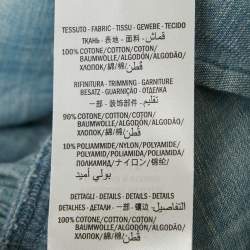 TESSUTO - FABRIC - TISSU - GEWEBE - TECIDO
ТКАНЬ - 表地 - 面料 - قماش
100% COTONE/COTTON/COTON/
BAUMWOLLE/ALGODÓN/ALGODÃO/
ХЛОПОК/綿/棉/قطن
RIFINITURA - TRIMMING - GARNITURE
BESATZ - GUARNIÇÃO - ОТДЕЛКА
一部 - 装饰部件 - تقليم
90% COTONE/COTTON/COTON/
BAUMWOLLE/ALGODÓN/ALGODÃO/
ХЛОПОК/綿/棉/قطن
10% POLIAMMIDE/NYLON/POLYAMIDE/
POLYAMID/POLIAMIDA/POLIAMIDA/
ПОЛИАМИД/ナイロン/锦纶/
بولي أميد
DETTAGLI - DETAILS - DÉTAILS - DETAILS
DETALHES - ДЕТАЛИ - 一部 - 镶边 - التفاصيل
100% COTONE/COTTON/COTON/
BAUMWOLLE/ALGODÓN/ALGODÃO/
ХЛОПОК/綿/棉/قطن